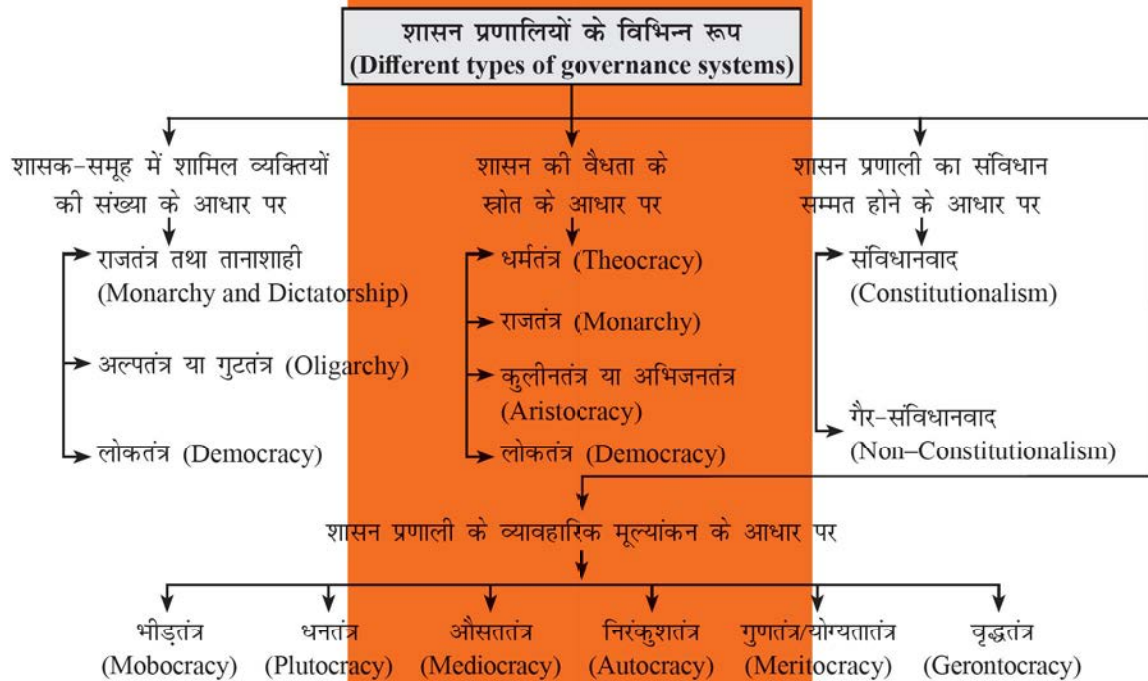 शासन प्रणालियों के विभिन्न रूप
(Different types of governance systems)
शासक-समूह में शामिल व्यक्तियों
की संख्या के आधार पर
राजतंत्र तथा तानाशाही
(Monarchy and Dictatorship)
अल्पतंत्र या गुटतंत्र (Oligarchy)
लोकतंत्र (Democracy)
शासन की वैधता के
स्रोत के आधार पर
धर्मतंत्र (Theocracy)
राजतंत्र (Monarchy)
कुलीनतंत्र या अभिजनतंत्र
(Aristocracy)
लोकतंत्र (Democracy)
शासन प्रणाली का संविधान
सम्मत होने के आधार पर
संविधानवाद
(Constitutionalism)
गैर-संविधानवाद
(Non–Constitutionalism)
शासन प्रणाली के व्यावहारिक मूल्यांकन के आधार पर
भीड़तंत्र
(Mobocracy)
धनतंत्र
(Plutocracy)
औसततंत्र
(Mediocracy)
निरंकुशतंत्र
(Autocracy)
गुणतंत्र/योग्यतातंत्र
(Meritocracy)
वृद्धतंत्र
(Gerontocracy)